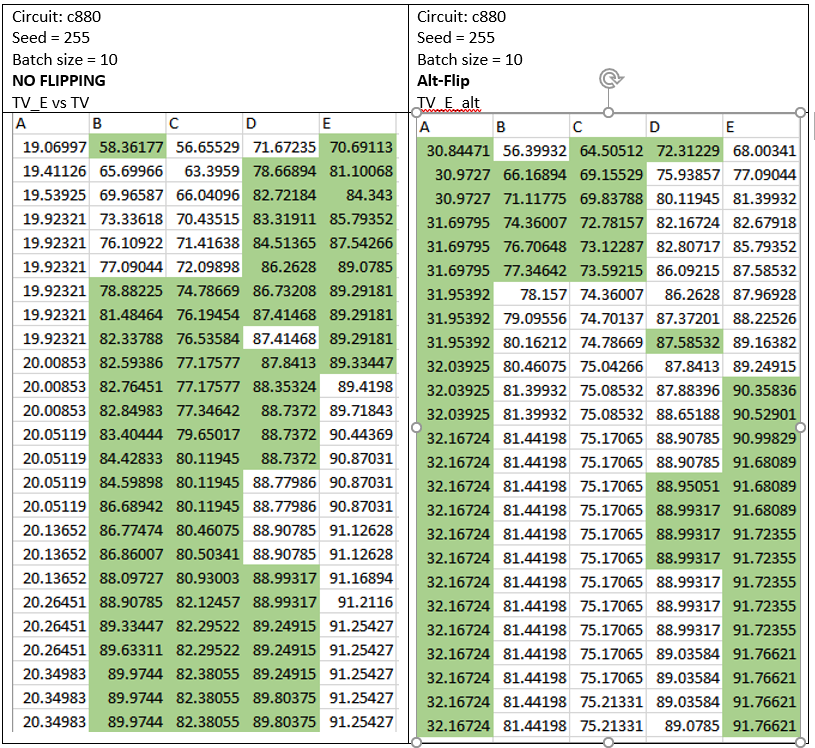 Circuit: c880
Seed = 255
Batch size = 10
NO FLIPPING
TV_E vs TV
A B C D E
19.06997 58.36177 56.65529 71.67235 70.69113
19.41126 65.69966 63.3959 78.66894 81.10068
19.53925 69.96587 66.04096 82.72184 84.343
19.92321 73.33618 70.43515 83.31911 85.79352
19.92321 76.10922 71.41638 84.51365 87.54266
19.92321 77.09044 72.09898 86.2628 89.0785
19.92321 78.88225 74.78669 86.73208 89.29181
19.92321 81.48464 76.19454 87.41468 89.29181
19.92321 82.33788 76.53584 87.41468 89.29181
20.00853 82.59386 77.17577 87.8413 89.33447
20.00853 82.76451 77.17577 88.35324 89.4198
20.00853 82.84983 77.34642 88.7372 89.71843
20.05119 83.40444 79.65017 88.7372 90.44369
20.05119 84.42833 80.11945 88.7372 90.87031
20.05119 84.59898 80.11945 88.77986 90.87031
20.05119 86.68942 80.11945 88.77986 90.87031
20.13652 86.77474 80.46075 88.90785 91.12628
20.13652 86.86007 80.50341 88.90785 91.12628
20.13652 88.09727 80.93003 88.99317 91.16894
20.26451 88.90785 82.12457 88.99317 91.2116
20.26451 89.33447 82.29522 89.24915 91.25427
20.26451 89.63311 82.29522 89.24915 91.25427
20.34983 89.9744 82.38055 89.24915 91.25427
20.34983 89.9744 82.38055 89.80375 91.25427
20.34983 89.9744 82.38055 89.80375 91.25427
Circuit: c880
Seed = 255
Batch size = 10
Alt-Flip
TV_E_alt
A B C D E
30.84471 56.39932 64.50512 72.31229 68.00341
30.9727 66.16894 69.15529 75.93857 77.09044
30.9727 71.11775 69.83788 80.11945 81.39932
31.69795 74.36007 72.78157 82.16724 82.67918
31.69795 76.70648 73.12287 82.80717 85.79352
31.69795 77.34642 73.59215 86.09215 87.58532
31.95392 78.157 74.36007 86.2628 87.96928
31.95392 79.09556 74.70137 87.37201 88.22526
31.95392 80.16212 74.78669 87.58532 89.16382
32.03925 80.46075 75.04266 87.8413 89.24915
32.03925 81.39932 75.08532 87.88396 90.35836
32.03925 81.39932 75.08532 88.65188 90.52901
32.16724 81.44198 75.17065 88.90785 90.99829
32.16724 81.44198 75.17065 88.90785 91.68089
32.16724 81.44198 75.17065 88.95051 91.68089
32.16724 81.44198 75.17065 88.99317 91.68089
32.16724 81.44198 75.17065 88.99317 91.72355
32.16724 81.44198 75.17065 88.99317 91.72355
32.16724 81.44198 75.17065 88.99317 91.72355
32.16724 81.44198 75.17065 88.99317 91.72355
32.16724 81.44198 75.17065 88.99317 91.72355
32.16724 81.44198 75.17065 89.03584 91.76621
32.16724 81.44198 75.17065 89.03584 91.76621
32.16724 81.44198 75.21331 89.03584 91.76621
32.16724 81.44198 75.21331 89.0785 91.76621